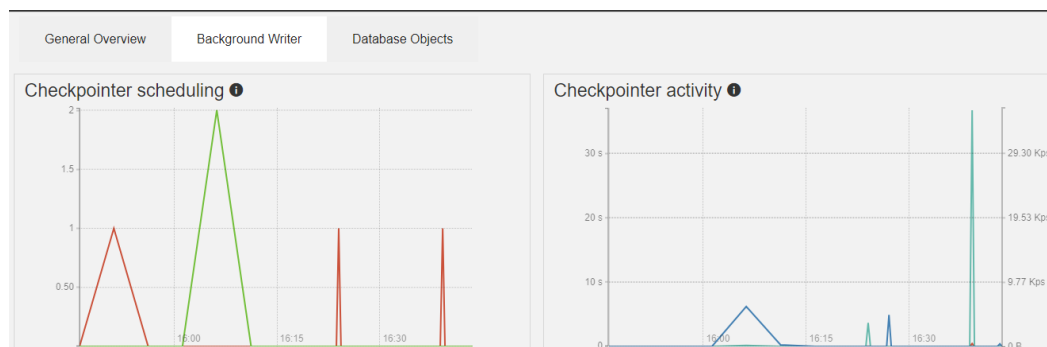 General Overview
Background Writer
Database Objects
Checkpointer scheduling
Checkpointer activity
2
1.5
1
0.50
16:00
16:15
16:30
30 s
20 s
10 s
0
16:00
16:15
16:30
29.30 Kps
19.53 Kps
9.77 Kps
0 B